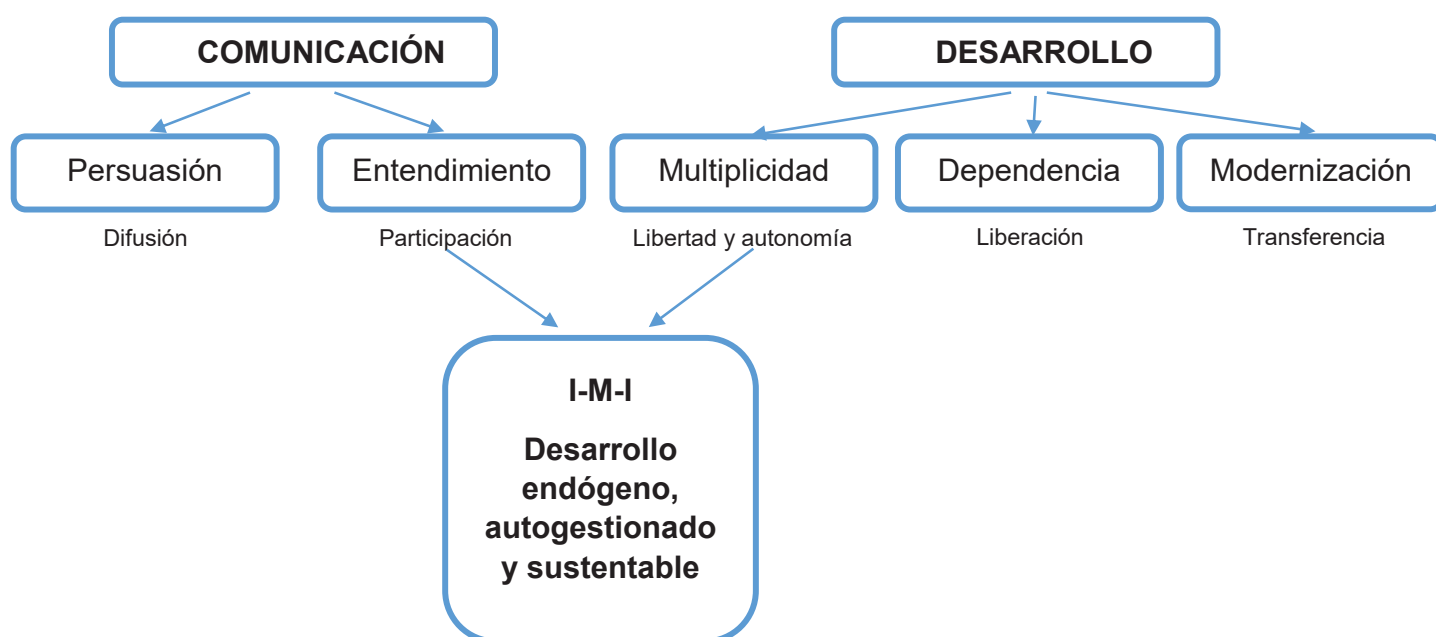 COMUNICACIÓN
DESARROLLO
Persuasión
Entendimiento
Multiplicidad
Dependencia
Modernización
Difusión
Participación
Libertad y autonomía
Liberación
Transferencia
I-M-I
Desarrollo
endógeno,
autogestionado
y sustentable